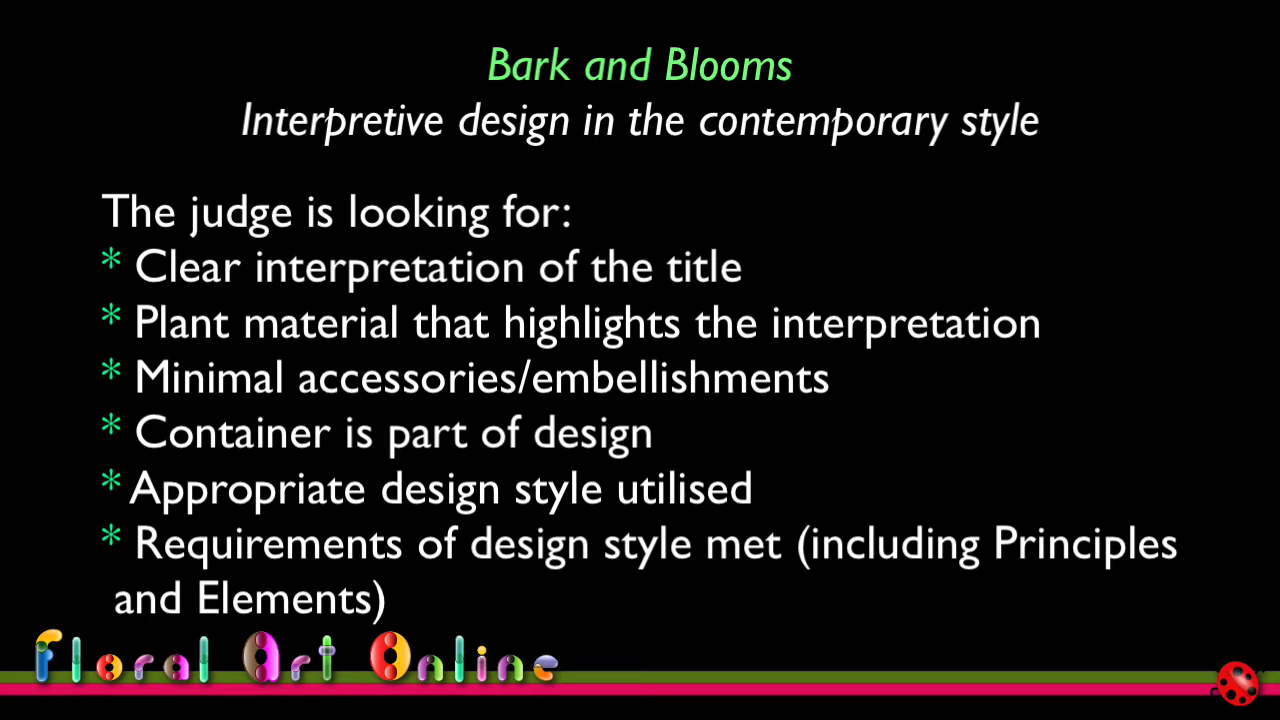 Bark and Blooms
Interpretive design in the contemporary style
The judge is looking for:
* Clear interpretation of the title
* Plant material that highlights the interpretation
* Minimal accessories/embellishments
* Container is part of design
* Appropriate design style utilised
* Requirements of design style met (including Principles
and Elements)
Floral Art Online